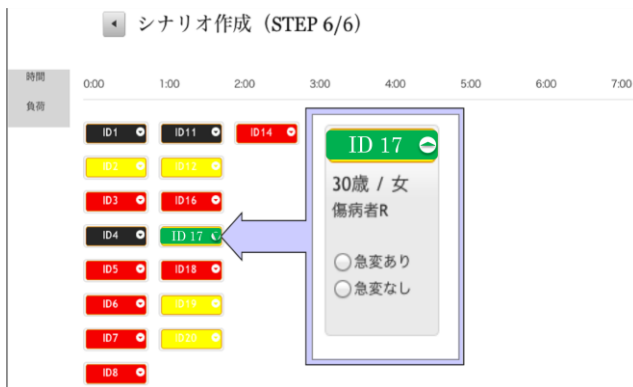 シナリオ作成（STEP 6/6）
時間
0:00 1:00 2:00 3:00 4:00 5:00 6:00 7:00
負荷
ID1 ID11 ID14
ID2 ID12
ID3 ID16
ID4 ID 17
ID5 ID18
ID6 ID19
ID7 ID20
ID8
ID 17
30歳 / 女
傷病者R
急変あり
急変なし